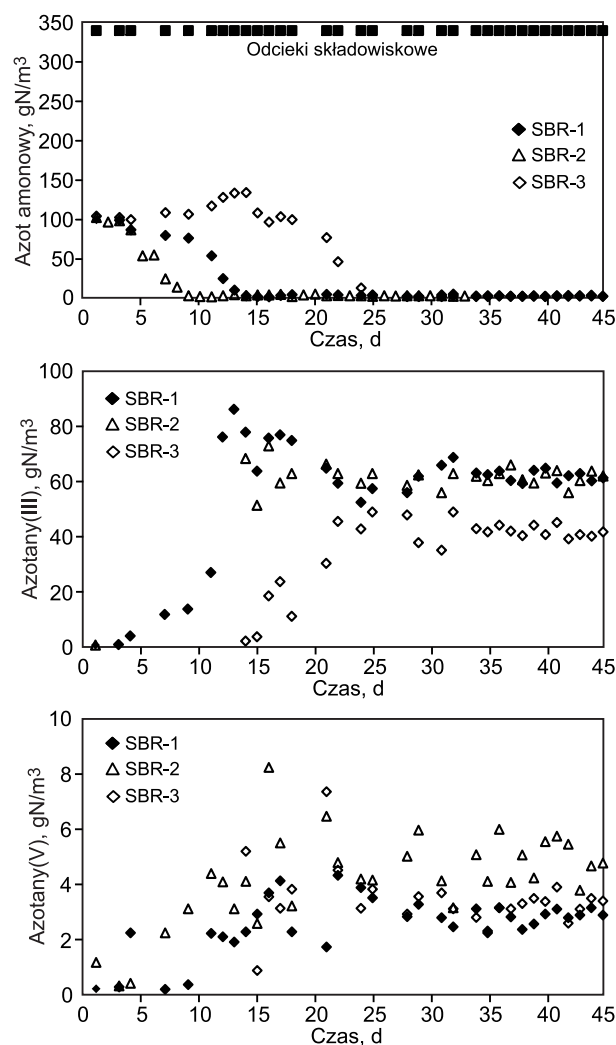 Azot amonowy, gN/m³
350
300
250
200
150
100
50
0
Odcieki składowiskowe
SBR-1
SBR-2
SBR-3
0 5 10 15 20 25 30 35 40 45
Czas, d
Azotany(III), gN/m³
100
80
60
40
20
0
SBR-1
SBR-2
SBR-3
0 5 10 15 20 25 30 35 40 45
Czas, d
Azotany(V), gN/m³
10
8
6
4
2
0
SBR-1
SBR-2
SBR-3
0 5 10 15 20 25 30 35 40 45
Czas, d